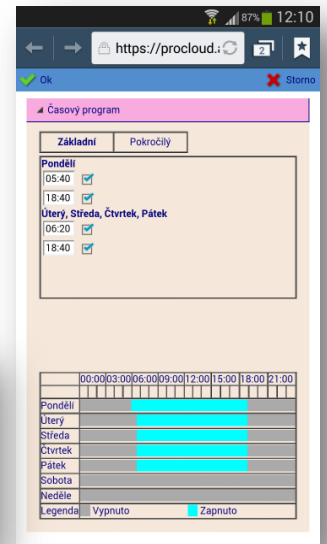 87% 12:10
https://procloud.i 2
Ok Storno
Časový program
Základní Pokročilý
Pondělí
05:40
18:40
Úterý, Středa, Čtvrtek, Pátek
06:20
18:40
00:00 03:00 06:00 09:00 12:00 15:00 18:00 21:00
Pondělí
Úterý
Středa
Čtvrtek
Pátek
Sobota
Neděle
Legenda Vypnuto Zapnuto